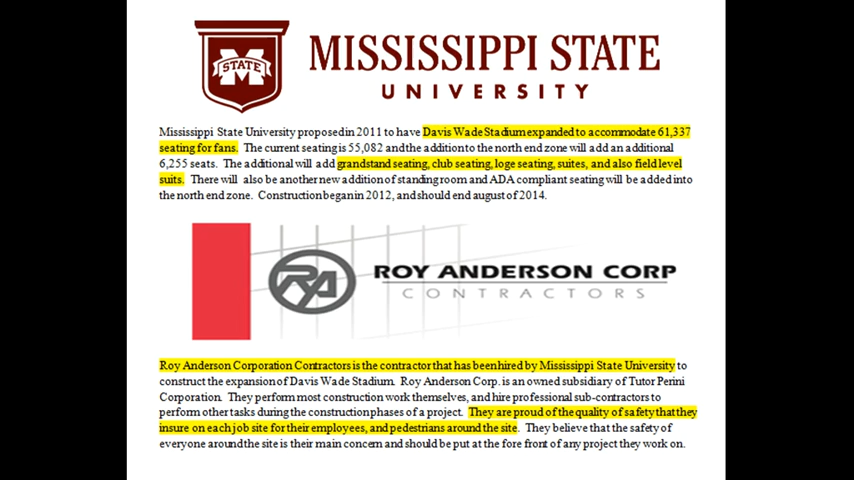 STATE
MISSISSIPPI STATE
UNIVERSITY
Mississippi State University proposed in 2011 to have Davis Wade Stadium expanded to accommodate 61,337
seating for fans. The current seating is 55,082 and the addition to the north end zone will add an additional
6,255 seats. The additional will add grandstand seating, club seating, loge seating, suites, and also field level
suits. There will also be another new addition of standing room and ADA compliant seating will be added into
the north end zone. Construction began in 2012, and should end august of 2014.
RA
ROY ANDERSON CORP
CONTRACTORS
Roy Anderson Corporation Contractors is the contractor that has been hired by Mississippi State University to
construct the expansion of Davis Wade Stadium. Roy Anderson Corp. is an owned subsidiary of Tutor Perini
Corporation. They perform most construction work themselves, and hire professional sub-contractors to
perform other tasks during the construction phases of a project. They are proud of the quality of safety that they
insure on each job site for their employees, and pedestrians around the site. They believe that the safety of
everyone around the site is their main concern and should be put at the fore front of any project they work on.